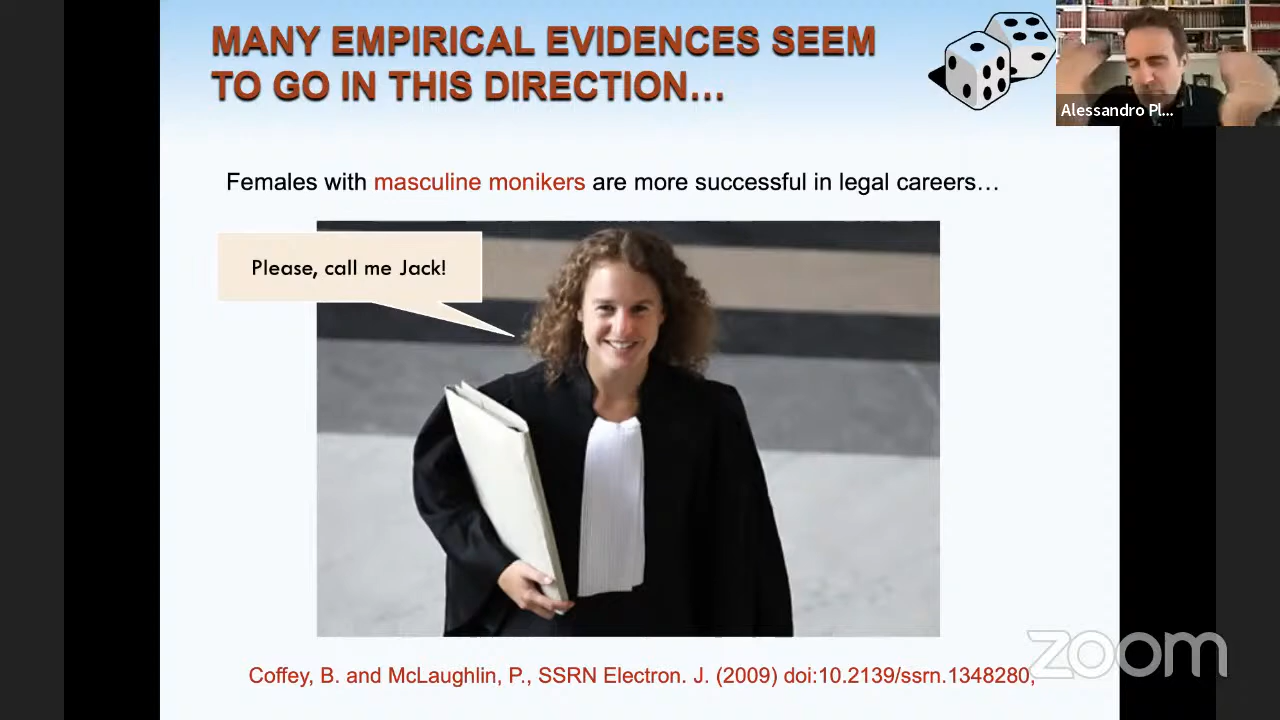 MANY EMPIRICAL EVIDENCES SEEM
TO GO IN THIS DIRECTION…
Alessandro Pl...
Females with masculine monikers are more successful in legal careers…
Please, call me Jack!
Coffey, B. and McLaughlin, P., SSRN Electron. J. (2009) doi:10.2139/ssrn.1348280,
zoom